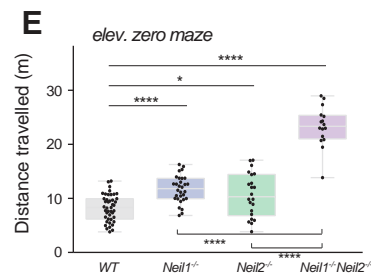 E
elev. zero maze
****
*
****
Distance travelled (m)
30
20
10
0
****
****
WT Neil1⁻/⁻ Neil2⁻/⁻ Neil1⁻/⁻Neil2⁻/⁻